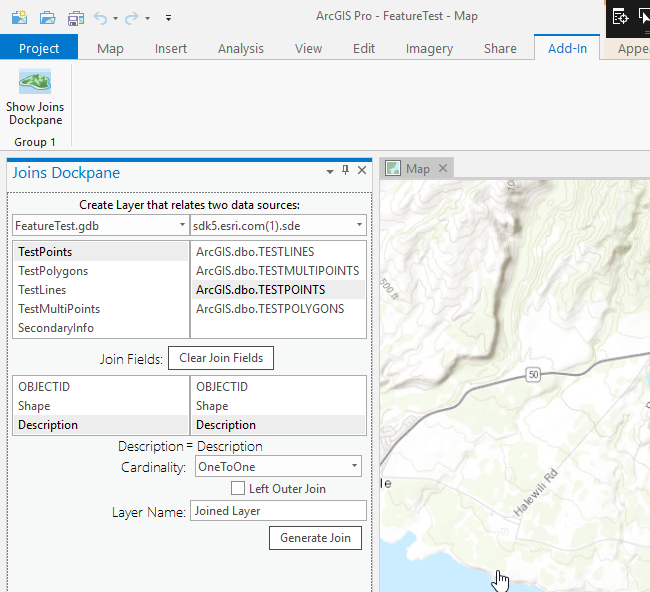 ArcGIS Pro - FeatureTest - Map
Project Map Insert Analysis View Edit Imagery Share Add-In Appea
Show Joins
Dockpane
Group 1
Joins Dockpane
Map
Create Layer that relates two data sources:
FeatureTest.gdb sdk5.esri.com(1).sde
TestPoints ArcGIS.dbo.TESTLINES
TestPolygons ArcGIS.dbo.TESTMULTIPOINTS
TestLines ArcGIS.dbo.TESTPOINTS
TestMultiPoints ArcGIS.dbo.TESTPOLYGONS
SecondaryInfo
Join Fields: Clear Join Fields
OBJECTID OBJECTID
Shape Shape
Description Description
Description = Description
Cardinality: OneToOne
Left Outer Join
Layer Name: Joined Layer
Generate Join
500 ft
50
le
Halewili Rd